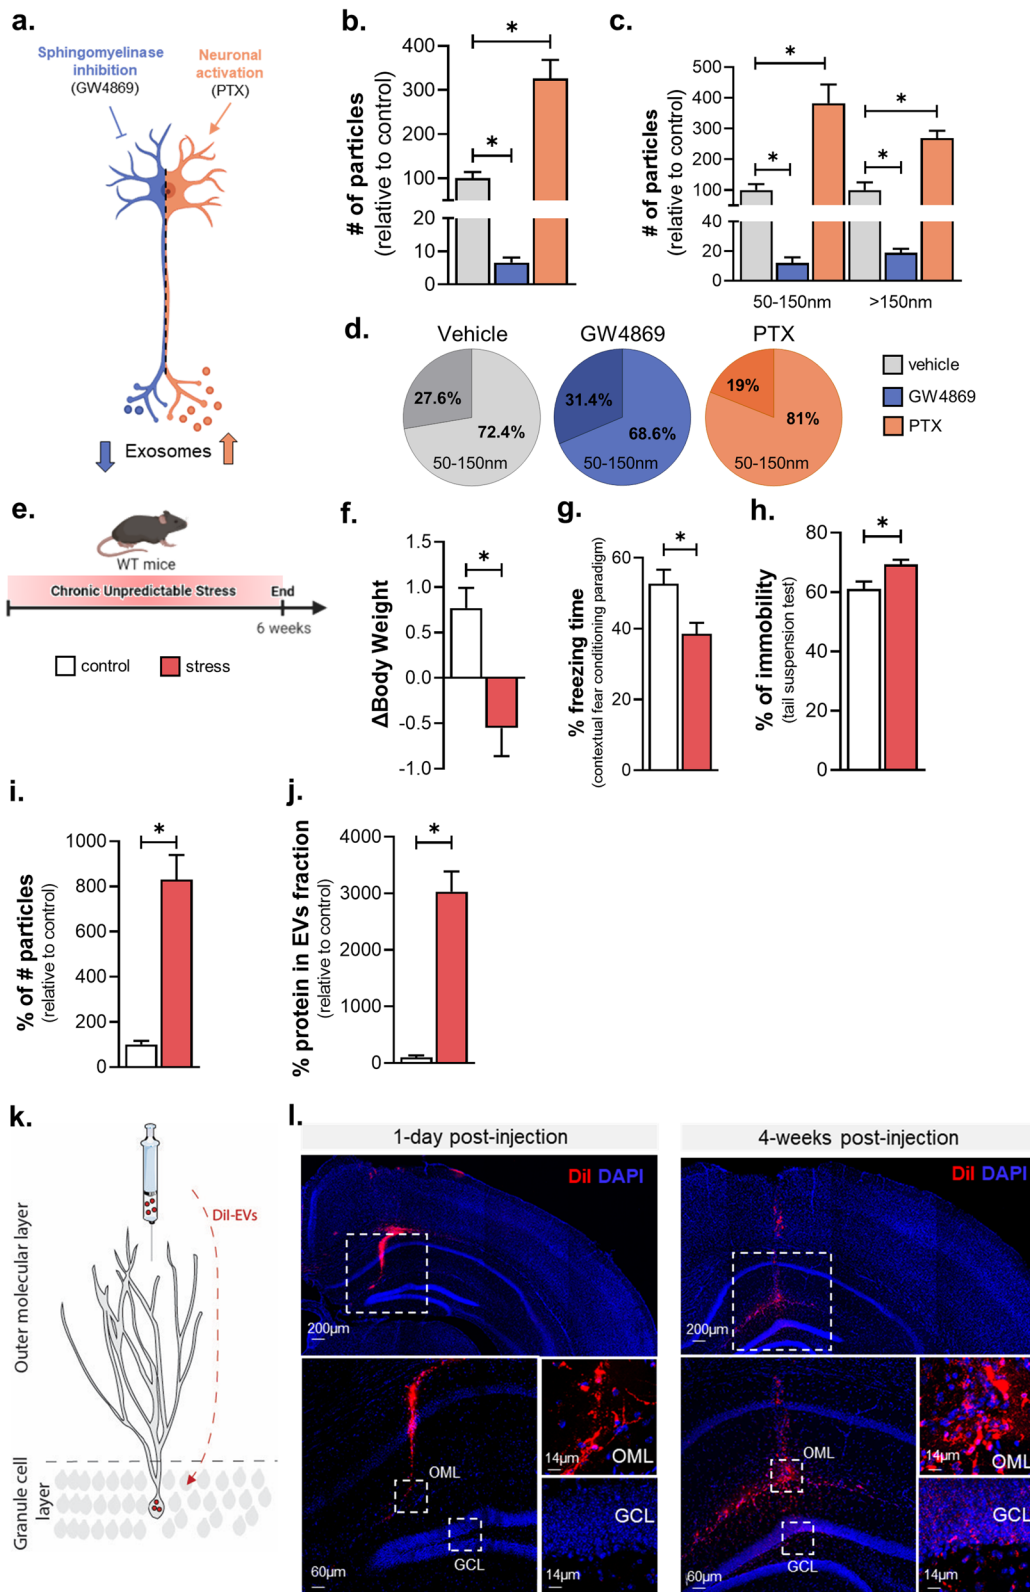 a.
Sphingomyelinase
inhibition
(GW4869)
Neuronal
activation
(PTX)
Exosomes
b.
# of particles
(relative to control)
400
300
200
100
20
10
0
*
*
c.
# of particles
(relative to control)
500
400
300
200
100
40
20
0
*
*
*
*
50-150nm
>150nm
d.
Vehicle
GW4869
PTX
27.6%
72.4%
50-150nm
31.4%
68.6%
50-150nm
19%
81%
50-150nm
vehicle
GW4869
PTX
e.
WT mice
Chronic Unpredictable Stress
End
6 weeks
control
stress
f.
ΔBody Weight
1.5
1.0
0.5
0.0
-0.5
-1.0
*
g.
% freezing time
(contextual fear conditioning paradigm)
60
40
20
0
*
h.
% of immobility
(tail suspension test)
80
60
40
20
0
*
i.
% of # particles
(relative to control)
1000
800
600
400
200
0
*
j.
% protein in EVs fraction
(relative to control)
4000
3000
2000
1000
0
*
k.
Outer molecular layer
Granule cell
layer
DiI-EVs
l.
1-day post-injection
DiI DAPI
200µm
OML
GCL
60µm
14µm
OML
GCL
14µm
4-weeks post-injection
DiI DAPI
200µm
OML
GCL
60µm
14µm
OML
GCL
14µm